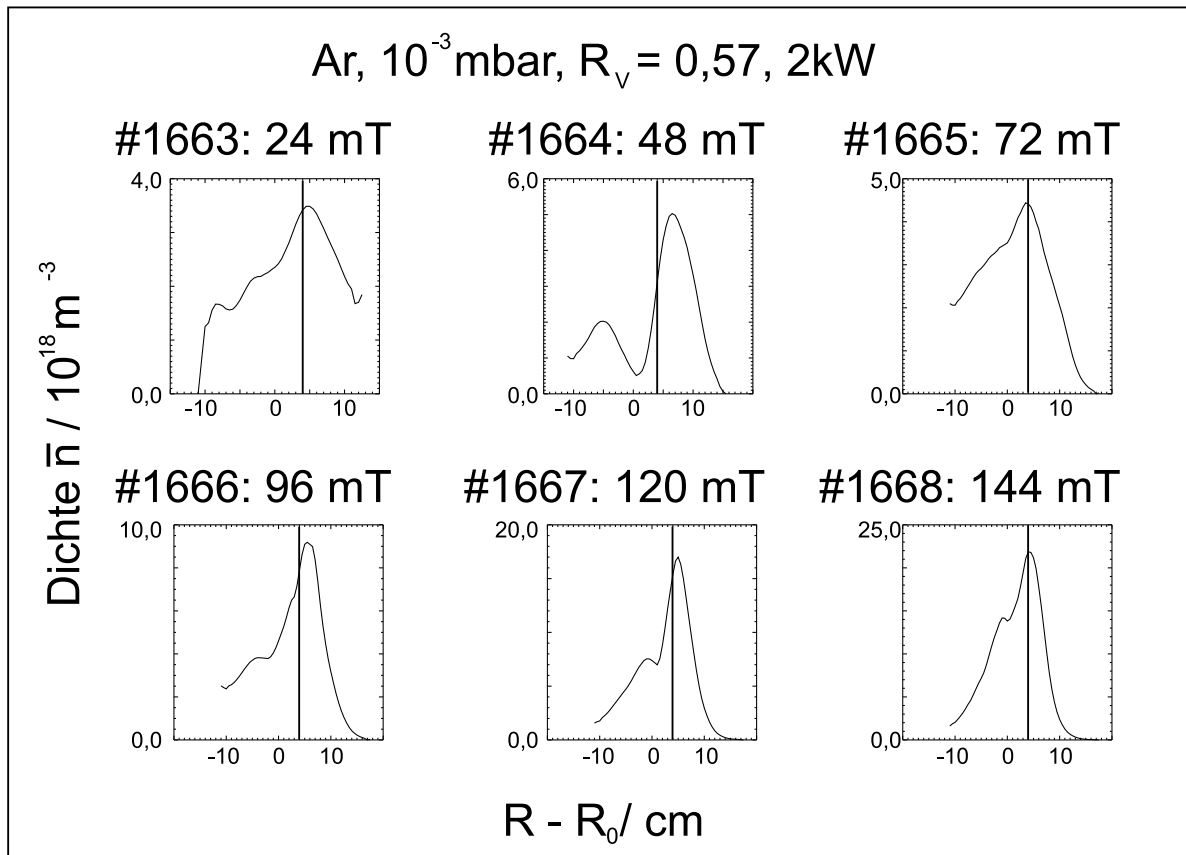 Ar, 10⁻³ mbar, R_V = 0,57, 2kW
#1663: 24 mT
#1664: 48 mT
#1665: 72 mT
4,0
0,0
-10 0 10
6,0
0,0
-10 0 10
5,0
0,0
-10 0 10
Dichte n̅ / 10¹⁸ m⁻³
#1666: 96 mT
#1667: 120 mT
#1668: 144 mT
10,0
0,0
-10 0 10
20,0
0,0
-10 0 10
25,0
0,0
-10 0 10
R - R₀/ cm